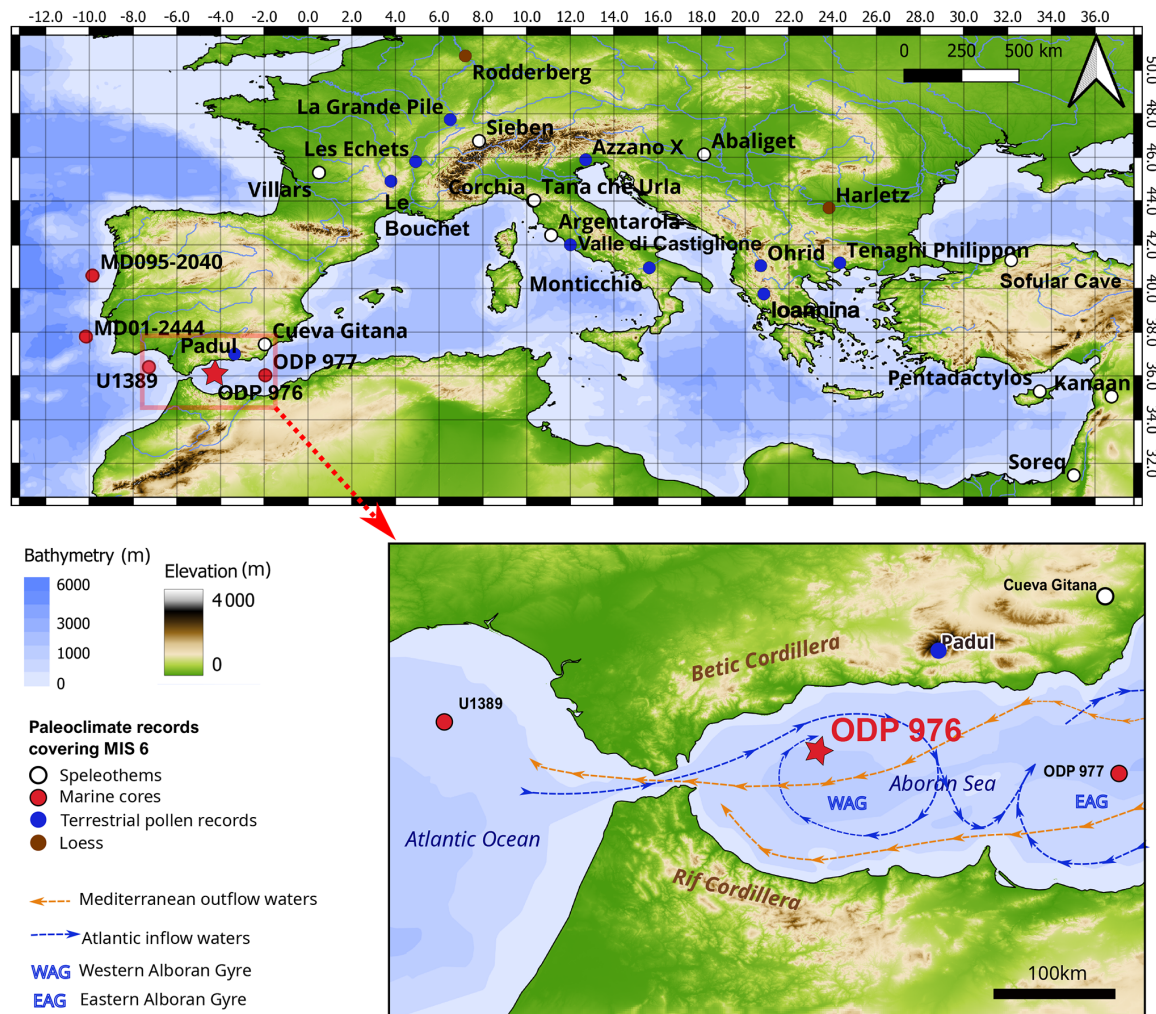 -12.0 -10.0 -8.0 -6.0 -4.0 -2.0 0.0 2.0 4.0 6.0 8.0 10.0 12.0 14.0 16.0 18.0 20.0 22.0 24.0 26.0 28.0 30.0 32.0 34.0 36.0
0 250 500 km
50.0
48.0
46.0
44.0
42.0
40.0
38.0
36.0
34.0
32.0
Rodderberg
La Grande Pile
Sieben
Abaliget
Les Echets
Azzano X
Villars
Le
Bouchet
Corchia
Tana che Urla
Harletz
Argentarola
Valle di Castiglione
Ohrid
Tenaghi Philippon
MD095-2040
Monticchio
Sofular Cave
Ioannina
MD01-2444
Cueva Gitana
Padul
ODP 977
U1389
ODP 976
Pentadactylos
Kanaan
Soreq
Bathymetry (m)
6000
3000
1000
0
Elevation (m)
4000
0
Paleoclimate records
covering MIS 6
Speleothems
Marine cores
Terrestrial pollen records
Loess
Mediterranean outflow waters
Atlantic inflow waters
WAG Western Alboran Gyre
EAG Eastern Alboran Gyre
Cueva Gitana
Padul
Betic Cordillera
U1389
ODP 976
ODP 977
Aboran Sea
WAG
EAG
Atlantic Ocean
Rif Cordillera
100km